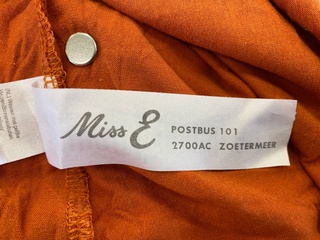 Miss E
POSTBUS 101
2700AC ZOETERMEER